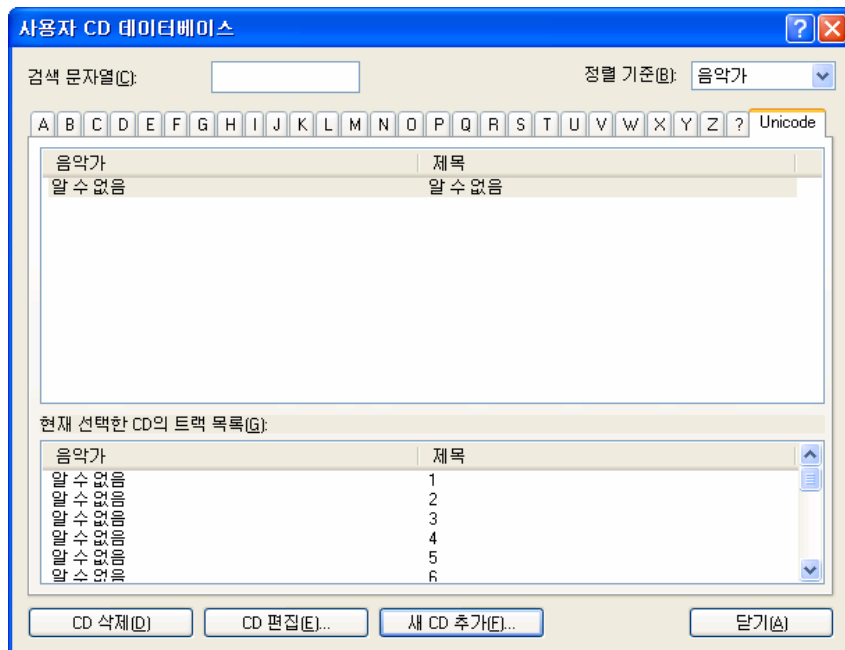 사용자 CD 데이터베이스
검색 문자열(C): 정렬 기준(B): 음악가
A B C D E F G H I J K L M N O P Q R S T U V W X Y Z ? Unicode
음악가 제목
알 수 없음 알 수 없음
현재 선택한 CD의 트랙 목록(G):
음악가 제목
알 수 없음 1
알 수 없음 2
알 수 없음 3
알 수 없음 4
알 수 없음 5
알 수 없음 6
CD 삭제(D) CD 편집(E)... 새 CD 추가(F)... 닫기(A)